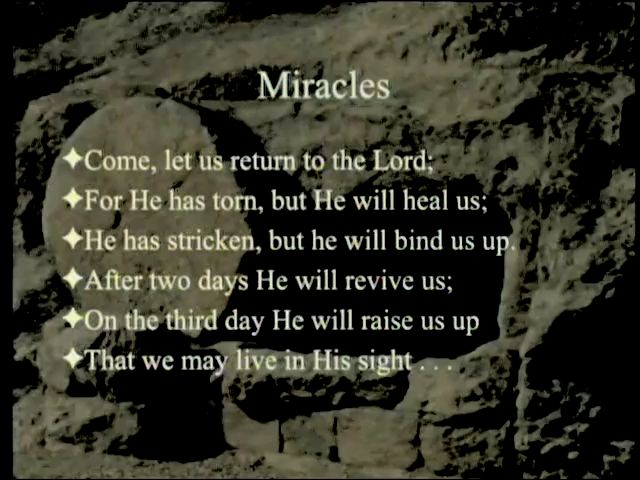 Miracles
Come, let us return to the Lord;
For He has torn, but He will heal us;
He has stricken, but he will bind us up.
After two days He will revive us;
On the third day He will raise us up
That we may live in His sight . . .